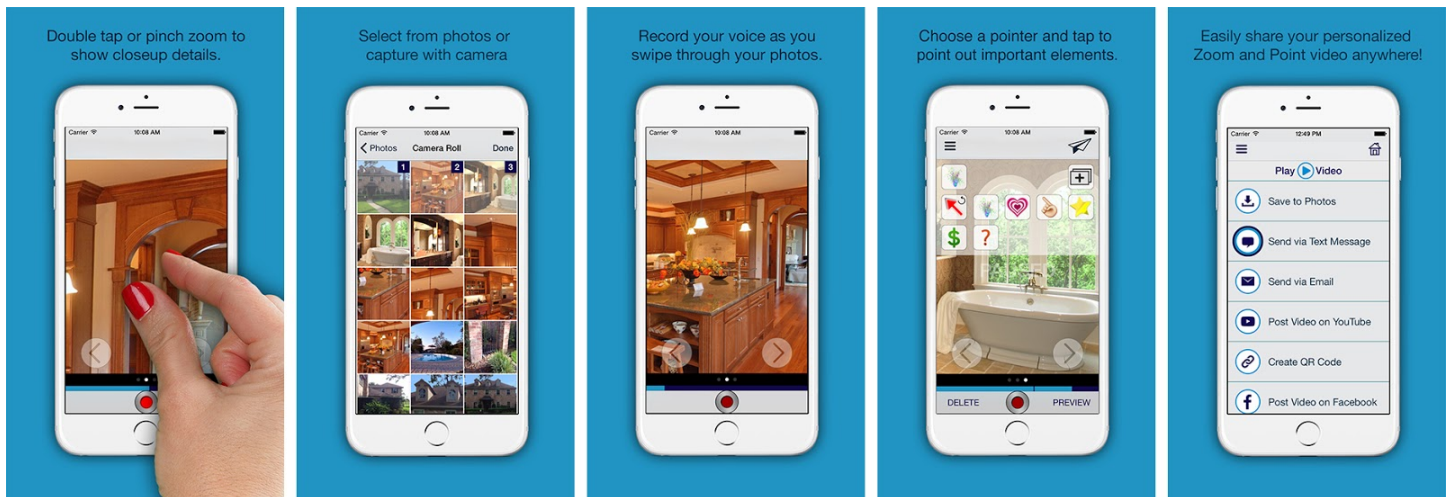 Double tap or pinch zoom to
show closeup details.
Carrier
10:08 AM
Select from photos or
capture with camera
Carrier
10:08 AM
Photos
Camera Roll
Done
1
2
3
Record your voice as you
swipe through your photos.
Carrier
10:08 AM
Choose a pointer and tap to
point out important elements.
Carrier
10:08 AM
$
?
DELETE
PREVIEW
Easily share your personalized
Zoom and Point video anywhere!
Carrier
12:49 PM
Play Video
Save to Photos
Send via Text Message
Send via Email
Post Video on YouTube
Create QR Code
Post Video on Facebook